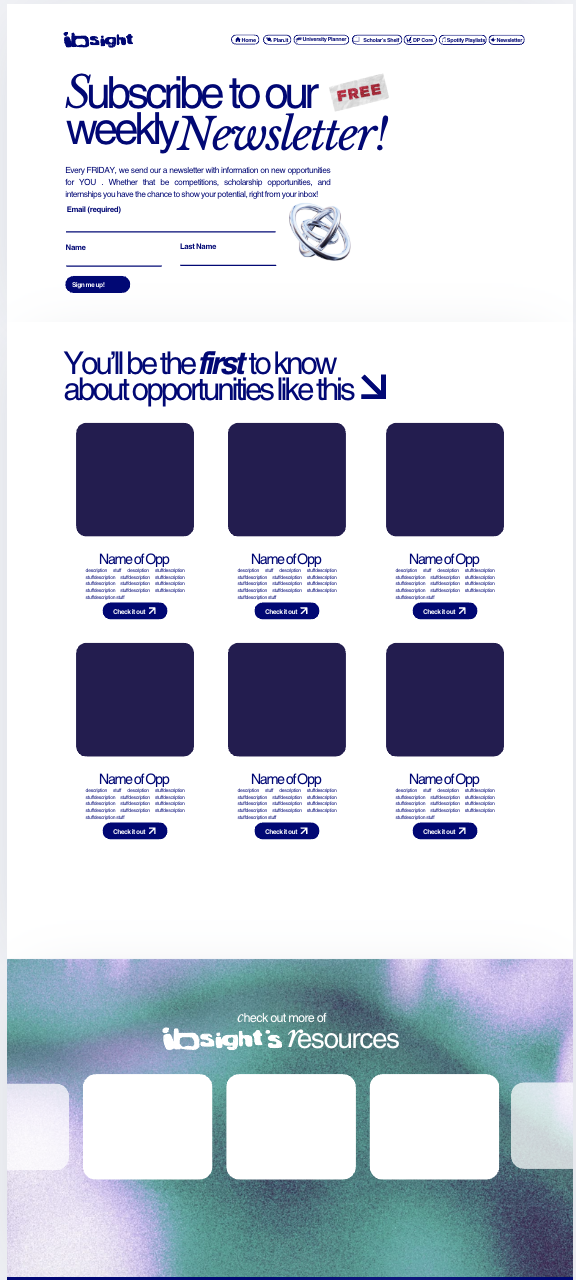 ibsight
Home Plan.it University Planner Scholar's Shelf DP Core Spotify Playlists Newsletter
Subscribe to our FREE
weekly Newsletter!
Every FRIDAY, we send our a newsletter with information on new opportunities
for YOU . Whether that be competitions, scholarship opportunities, and
internships you have the chance to show your potential, right from your inbox!
Email (required)
Name Last Name
Sign me up!
You'll be the first to know
about opportunities like this
Name of Opp Name of Opp Name of Opp
description stuff description stuffdescription description stuff description stuffdescription description stuff description stuffdescription
stuffdescription stuffdescription stuffdescription stuffdescription stuffdescription stuffdescription stuffdescription stuffdescription stuffdescription
stuffdescription stuffdescription stuffdescription stuffdescription stuffdescription stuffdescription stuffdescription stuffdescription stuffdescription
stuffdescription stuffdescription stuffdescription stuffdescription stuffdescription stuffdescription stuffdescription stuffdescription stuffdescription
stuffdescription stuff stuffdescription stuff stuffdescription stuff
Check it out Check it out Check it out
Name of Opp Name of Opp Name of Opp
description stuff description stuffdescription description stuff description stuffdescription description stuff description stuffdescription
stuffdescription stuffdescription stuffdescription stuffdescription stuffdescription stuffdescription stuffdescription stuffdescription stuffdescription
stuffdescription stuffdescription stuffdescription stuffdescription stuffdescription stuffdescription stuffdescription stuffdescription stuffdescription
stuffdescription stuffdescription stuffdescription stuffdescription stuffdescription stuffdescription stuffdescription stuffdescription stuffdescription
stuffdescription stuff stuffdescription stuff stuffdescription stuff
Check it out Check it out Check it out
Check out more of
ibsight's resources